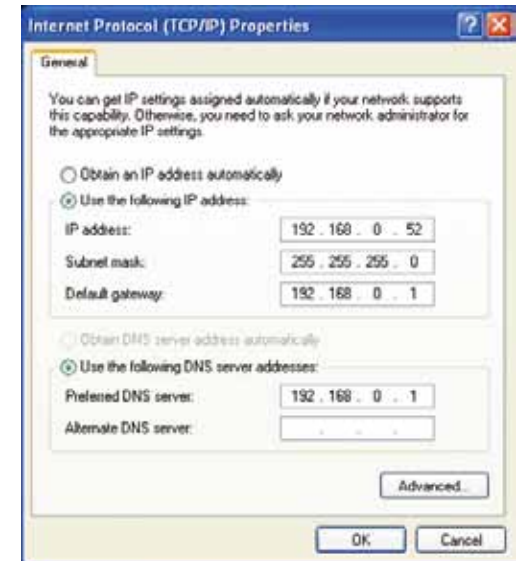 Internet Protocol (TCP/IP) Properties
General
You can get IP settings assigned automatically if your network supports
this capability. Otherwise, you need to ask your network administrator for
the appropriate IP settings.
Obtain an IP address automatically
Use the following IP address:
IP address: 192 . 168 . 0 . 52
Subnet mask: 255 . 255 . 255 . 0
Default gateway: 192 . 168 . 0 . 1
Obtain DNS server address automatically
Use the following DNS server addresses:
Preferred DNS server: 192 . 168 . 0 . 1
Alternate DNS server: . . .
Advanced...
OK Cancel